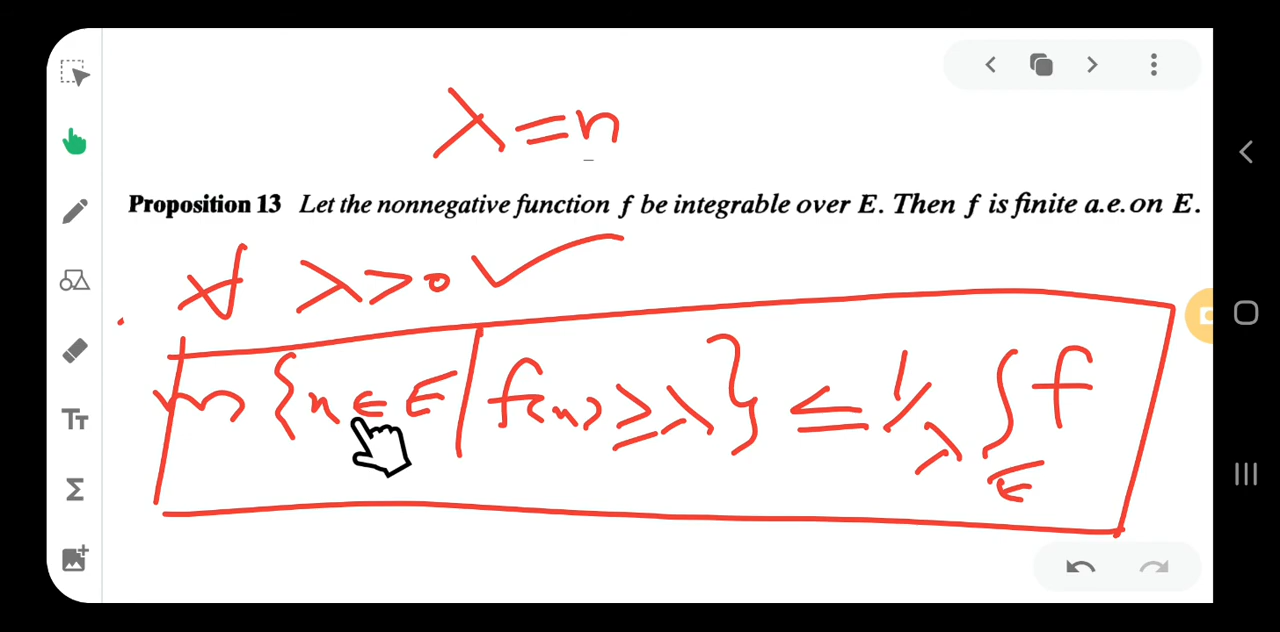 λ = n
Proposition 13 Let the nonnegative function f be integrable over E. Then f is finite a.e. on E.
∀ λ > 0 ✓
m {x ∈ E | f(x) ≥ λ} ≤ 1/λ ∫_E f